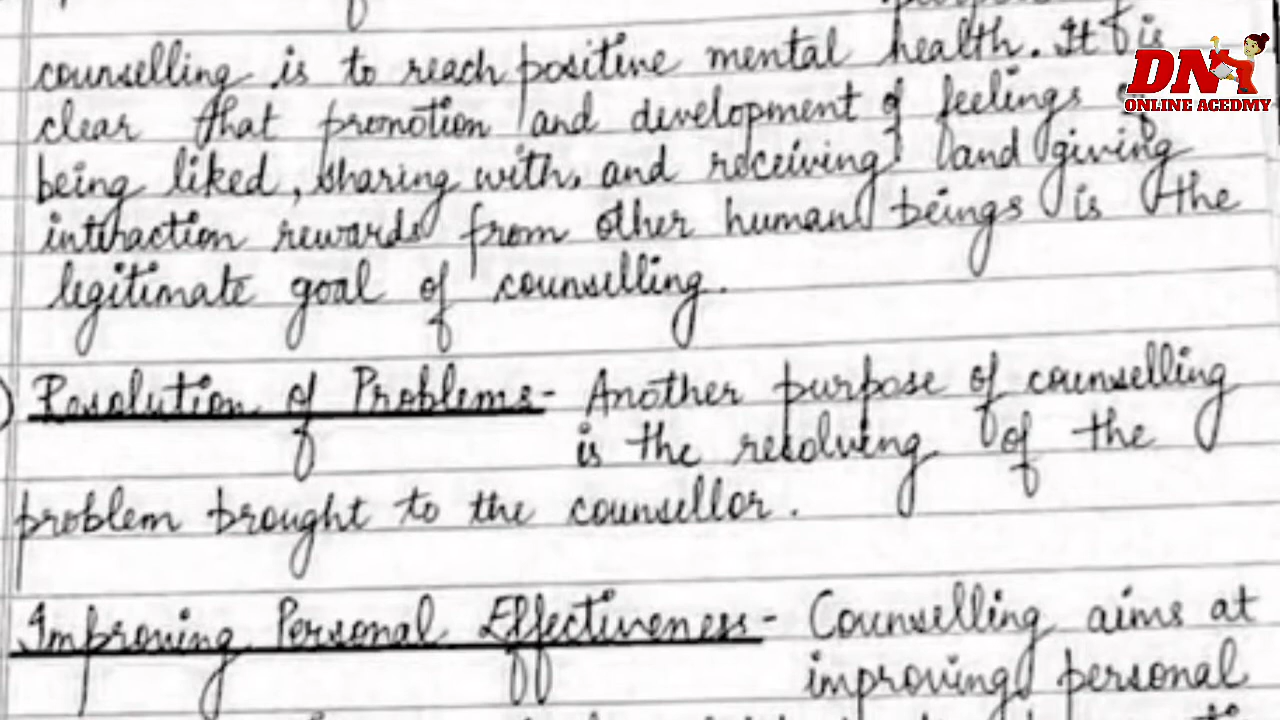 counselling is to reach positive mental health. It is
clear that promotion and development of feelings of
being liked, sharing with, and receiving and giving
interaction rewards from other human beings is the
legitimate goal of counselling.
Resolution of Problems- Another purpose of counselling
is the resolving of the
problem brought to the counsellor.
Improving Personal Effectiveness- Counselling aims at
improving personal
DN
ONLINE ACEDMY